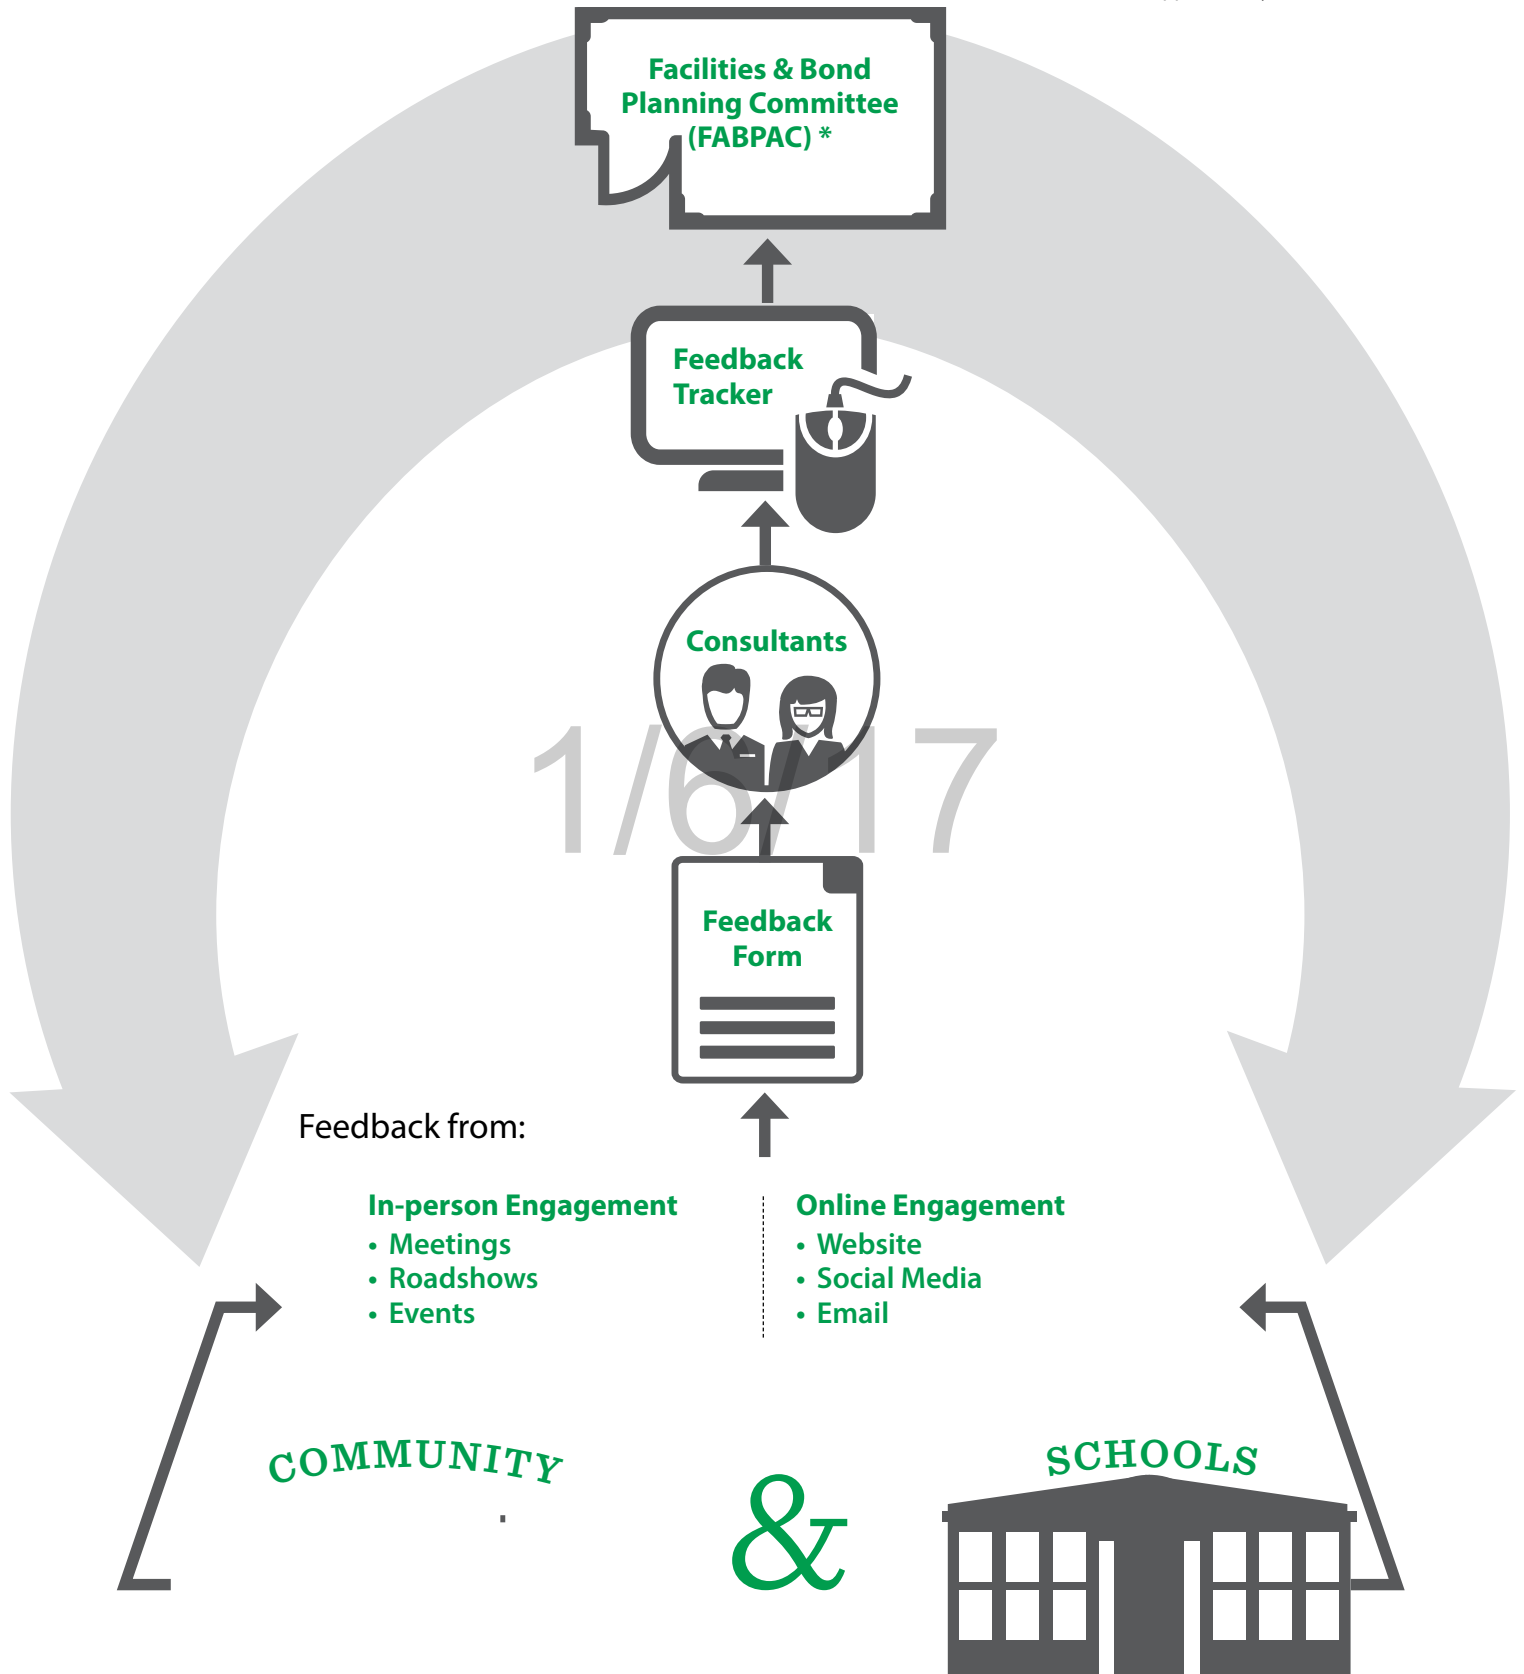 Facilities & Bond
Planning Committee
(FABPAC) *
Feedback
Tracker
Consultants
1/6/17
Feedback
Form
Feedback from:
In-person Engagement
• Meetings
• Roadshows
• Events
Online Engagement
• Website
• Social Media
• Email
COMMUNITY
&
SCHOOLS